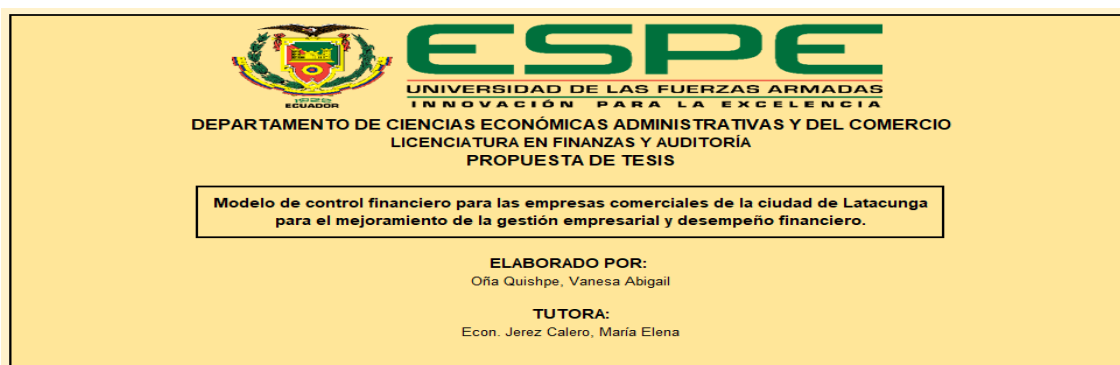 ESPE
UNIVERSIDAD DE LAS FUERZAS ARMADAS
INNOVACIÓN PARA LA EXCELENCIA
1922
ECUADOR
DEPARTAMENTO DE CIENCIAS ECONÓMICAS ADMINISTRATIVAS Y DEL COMERCIO
LICENCIATURA EN FINANZAS Y AUDITORÍA
PROPUESTA DE TESIS
Modelo de control financiero para las empresas comerciales de la ciudad de Latacunga
para el mejoramiento de la gestión empresarial y desempeño financiero.
ELABORADO POR:
Oña Quishpe, Vanesa Abigail
TUTORA:
Econ. Jerez Calero, María Elena